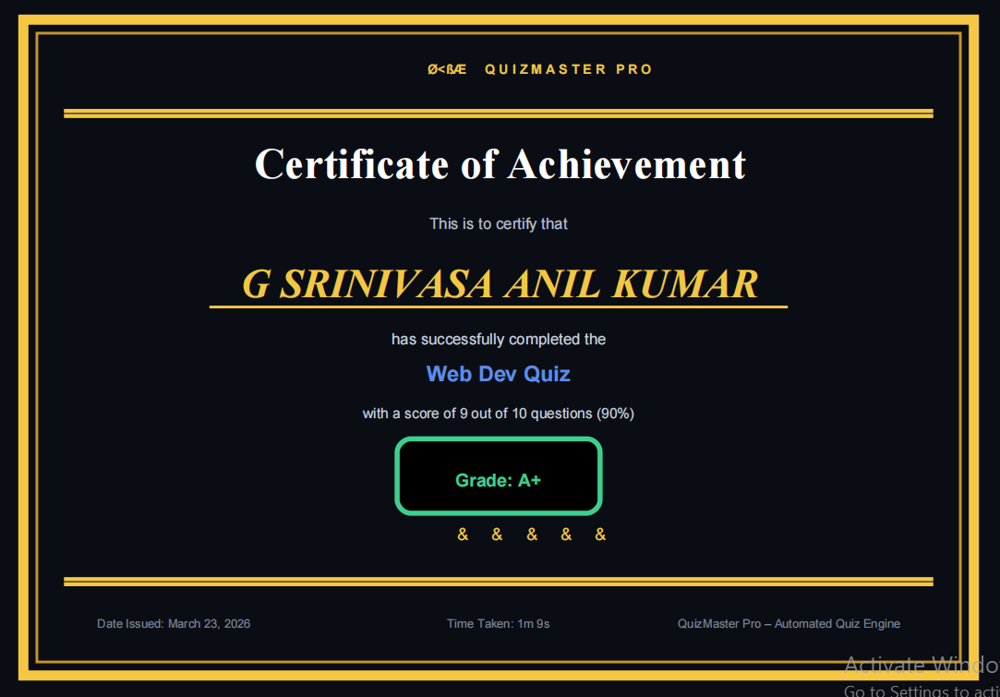 Ø<ßÆ QUIZMASTER PRO
Certificate of Achievement
This is to certify that
G SRINIVASA ANIL KUMAR
has successfully completed the
Web Dev Quiz
with a score of 9 out of 10 questions (90%)
Grade: A+
& & & & &
Date Issued: March 23, 2026 Time Taken: 1m 9s QuizMaster Pro – Automated Quiz Engine
Activate Windo
Go to Settings to acti